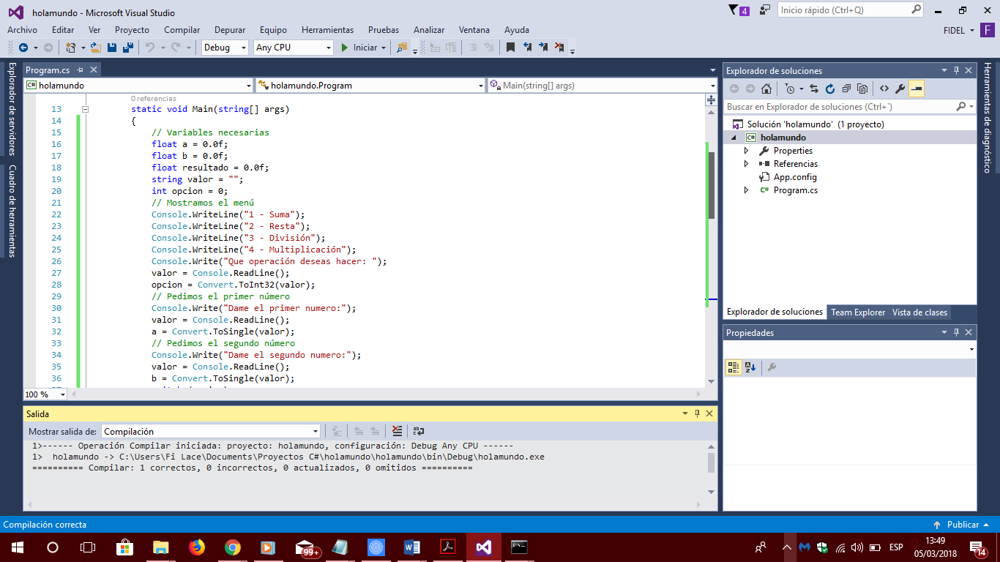 holamundo - Microsoft Visual Studio
4
Inicio rápido (Ctrl+Q)
Archivo Editar Ver Proyecto Compilar Depurar Equipo Herramientas Pruebas Analizar Ventana Ayuda
FIDEL F
Debug Any CPU Iniciar
Explorador de servidores
Cuadro de herramientas
Program.cs
holamundo
holamundo.Program
Main(string[] args)
0 referencias
13 static void Main(string[] args)
14 {
15 // Variables necesarias
16 float a = 0.0f;
17 float b = 0.0f;
18 float resultado = 0.0f;
19 string valor = "";
20 int opcion = 0;
21 // Mostramos el menú
22 Console.WriteLine("1 - Suma");
23 Console.WriteLine("2 - Resta");
24 Console.WriteLine("3 - División");
25 Console.WriteLine("4 - Multiplicación");
26 Console.Write("Que operación deseas hacer: ");
27 valor = Console.ReadLine();
28 opcion = Convert.ToInt32(valor);
29 // Pedimos el primer número
30 Console.Write("Dame el primer numero:");
31 valor = Console.ReadLine();
32 a = Convert.ToSingle(valor);
33 // Pedimos el segundo número
34 Console.Write("Dame el segundo numero:");
35 valor = Console.ReadLine();
36 b = Convert.ToSingle(valor);
100 %
Salida
Mostrar salida de: Compilación
1>------ Operación Compilar iniciada: proyecto: holamundo, configuración: Debug Any CPU ------
1> holamundo -> C:\Users\Fi Lace\Documents\Proyectos C#\holamundo\holamundo\bin\Debug\holamundo.exe
========== Compilar: 1 correctos, 0 incorrectos, 0 actualizados, 0 omitidos ==========
Explorador de soluciones
Buscar en Explorador de soluciones (Ctrl+`)
Solución 'holamundo' (1 proyecto)
C# holamundo
Properties
Referencias
App.config
C# Program.cs
Explorador de soluciones Team Explorer Vista de clases
Propiedades
Herramientas de diagnóstico
Compilación correcta
Publicar
99+
ESP
13:49
05/03/2018
14